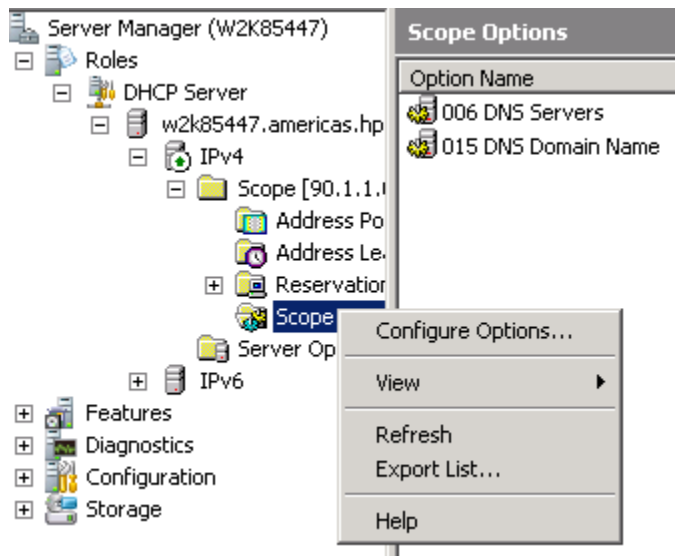 Server Manager (W2K85447)
Roles
DHCP Server
w2k85447.americas.hp
IPv4
Scope [90.1.1.
Address Po
Address Le
Reservation
Scope
Server Op
IPv6
Features
Diagnostics
Configuration
Storage
Scope Options
Option Name
006 DNS Servers
015 DNS Domain Name
Configure Options...
View
Refresh
Export List...
Help